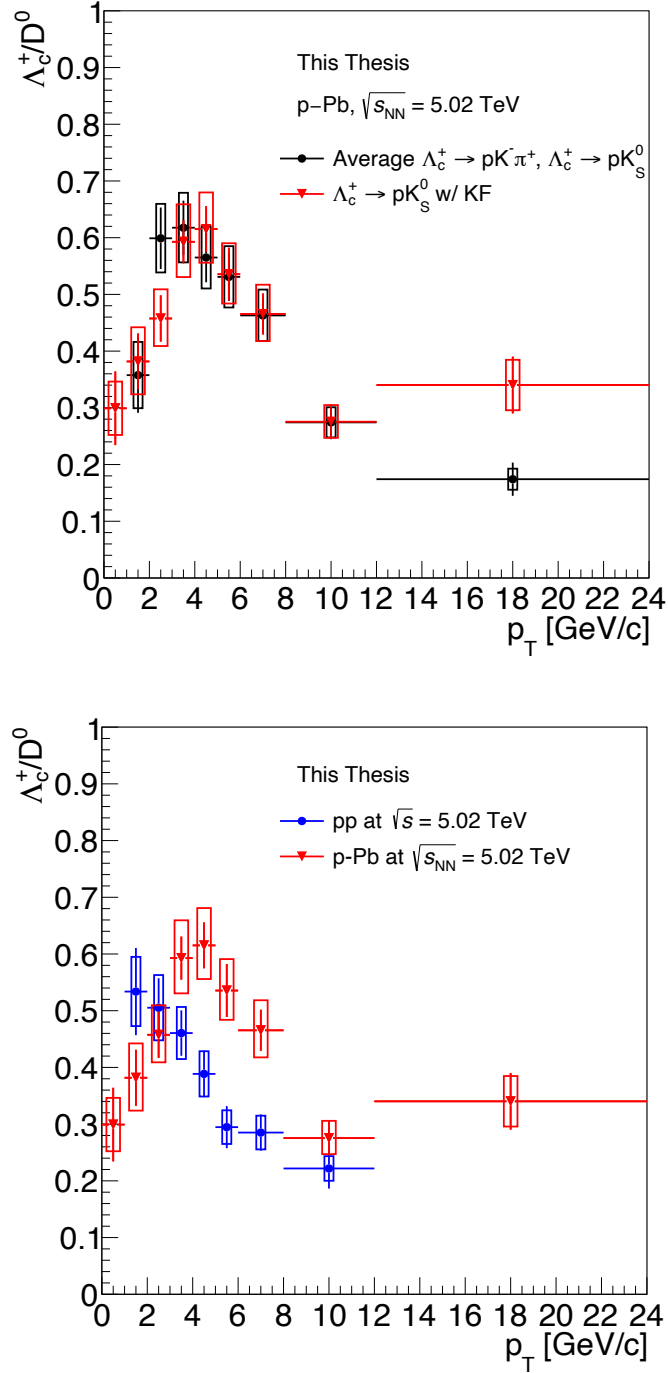 Λc+/D0
1
0.9
0.8
0.7
0.6
0.5
0.4
0.3
0.2
0.1
0
This Thesis
p−Pb, √sNN = 5.02 TeV
Average Λc+ → pK-π+, Λc+ → pKS0
Λc+ → pKS0 w/ KF
0 2 4 6 8 10 12 14 16 18 20 22 24
pT [GeV/c]
Λc+/D0
1
0.9
0.8
0.7
0.6
0.5
0.4
0.3
0.2
0.1
0
This Thesis
pp at √s = 5.02 TeV
p-Pb at √sNN = 5.02 TeV
0 2 4 6 8 10 12 14 16 18 20 22 24
pT [GeV/c]